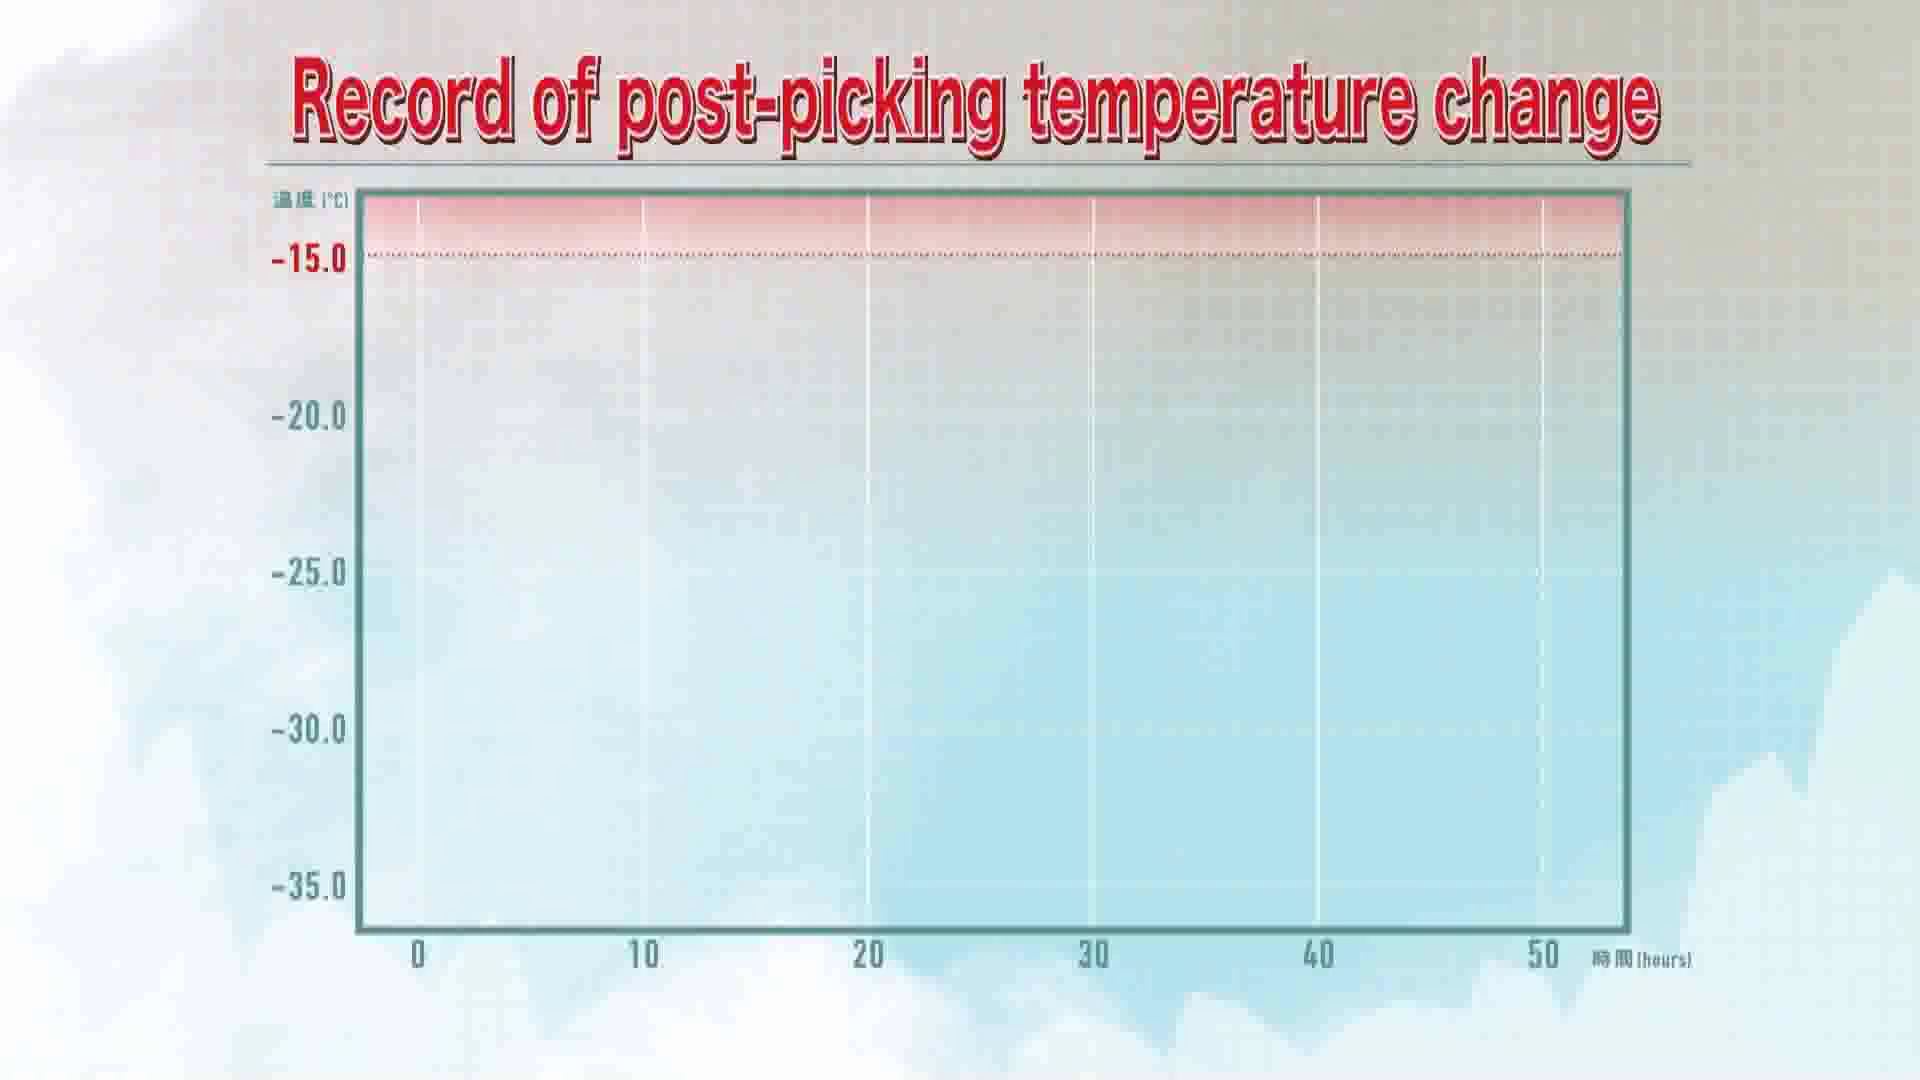 Record of post-picking temperature change
温度 (℃)
-15.0
-20.0
-25.0
-30.0
-35.0
0 10 20 30 40 50 時間 (hours)